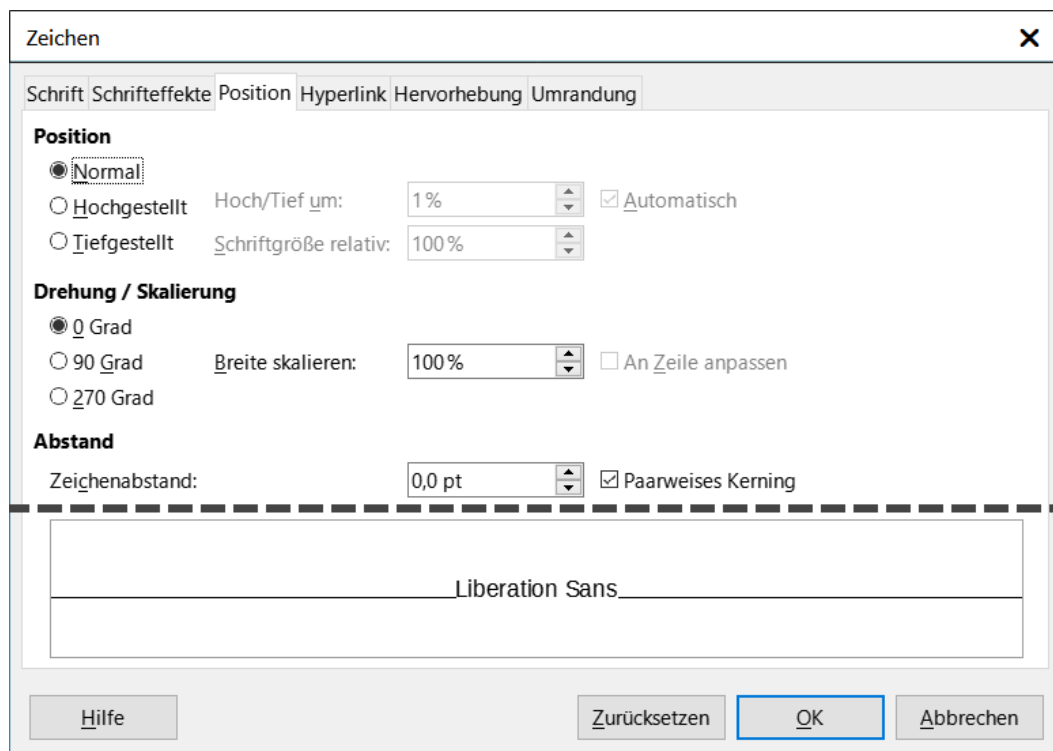 Zeichen
Schrift Schrifteffekte Position Hyperlink Hervorhebung Umrandung
Position
Normal
Hochgestellt Hoch/Tief um: 1% Automatisch
Tiefgestellt Schriftgröße relativ: 100%
Drehung / Skalierung
0 Grad
90 Grad Breite skalieren: 100% An Zeile anpassen
270 Grad
Abstand
Zeichenabstand: 0,0 pt Paarweises Kerning
Liberation Sans
Hilfe Zurücksetzen OK Abbrechen